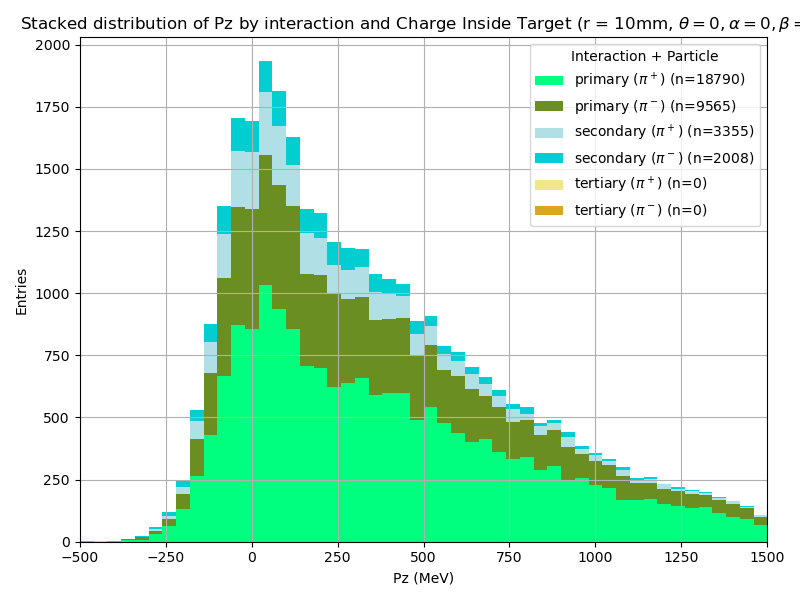 Stacked distribution of Pz by interaction and Charge Inside Target (r = 10mm, θ = 0, α = 0, β =
2000
1750
1500
1250
1000
750
500
250
0
Entries
Interaction + Particle
primary (π⁺) (n=18790)
primary (π⁻) (n=9565)
secondary (π⁺) (n=3355)
secondary (π⁻) (n=2008)
tertiary (π⁺) (n=0)
tertiary (π⁻) (n=0)
−500 −250 0 250 500 750 1000 1250 1500
Pz (MeV)